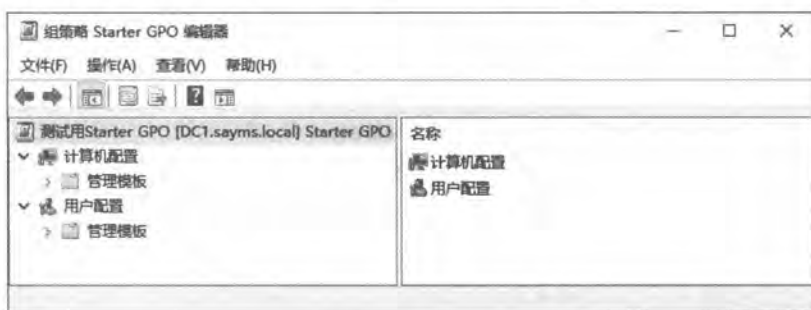 组策略 Starter GPO 编辑器
文件(F) 操作(A) 查看(V) 帮助(H)
测试用Starter GPO [DC1.sayms.local] Starter GPO
计算机配置
管理模板
用户配置
管理模板
名称
计算机配置
用户配置